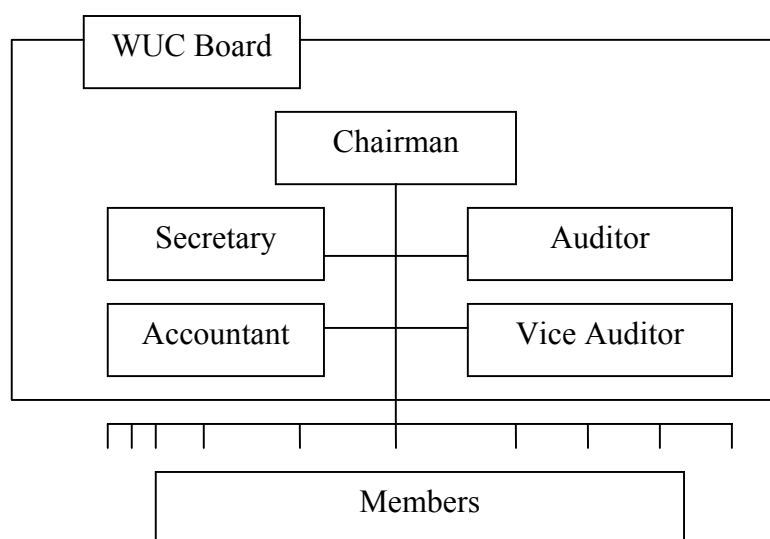 WUC Board
Chairman
Secretary
Auditor
Accountant
Vice Auditor
Members